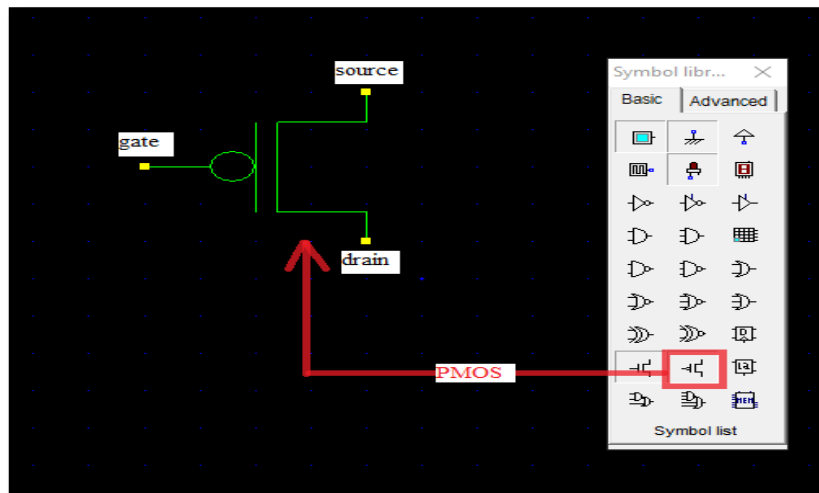 source
gate
drain
PMOS
Symbol libr...
Basic
Advanced
Symbol list